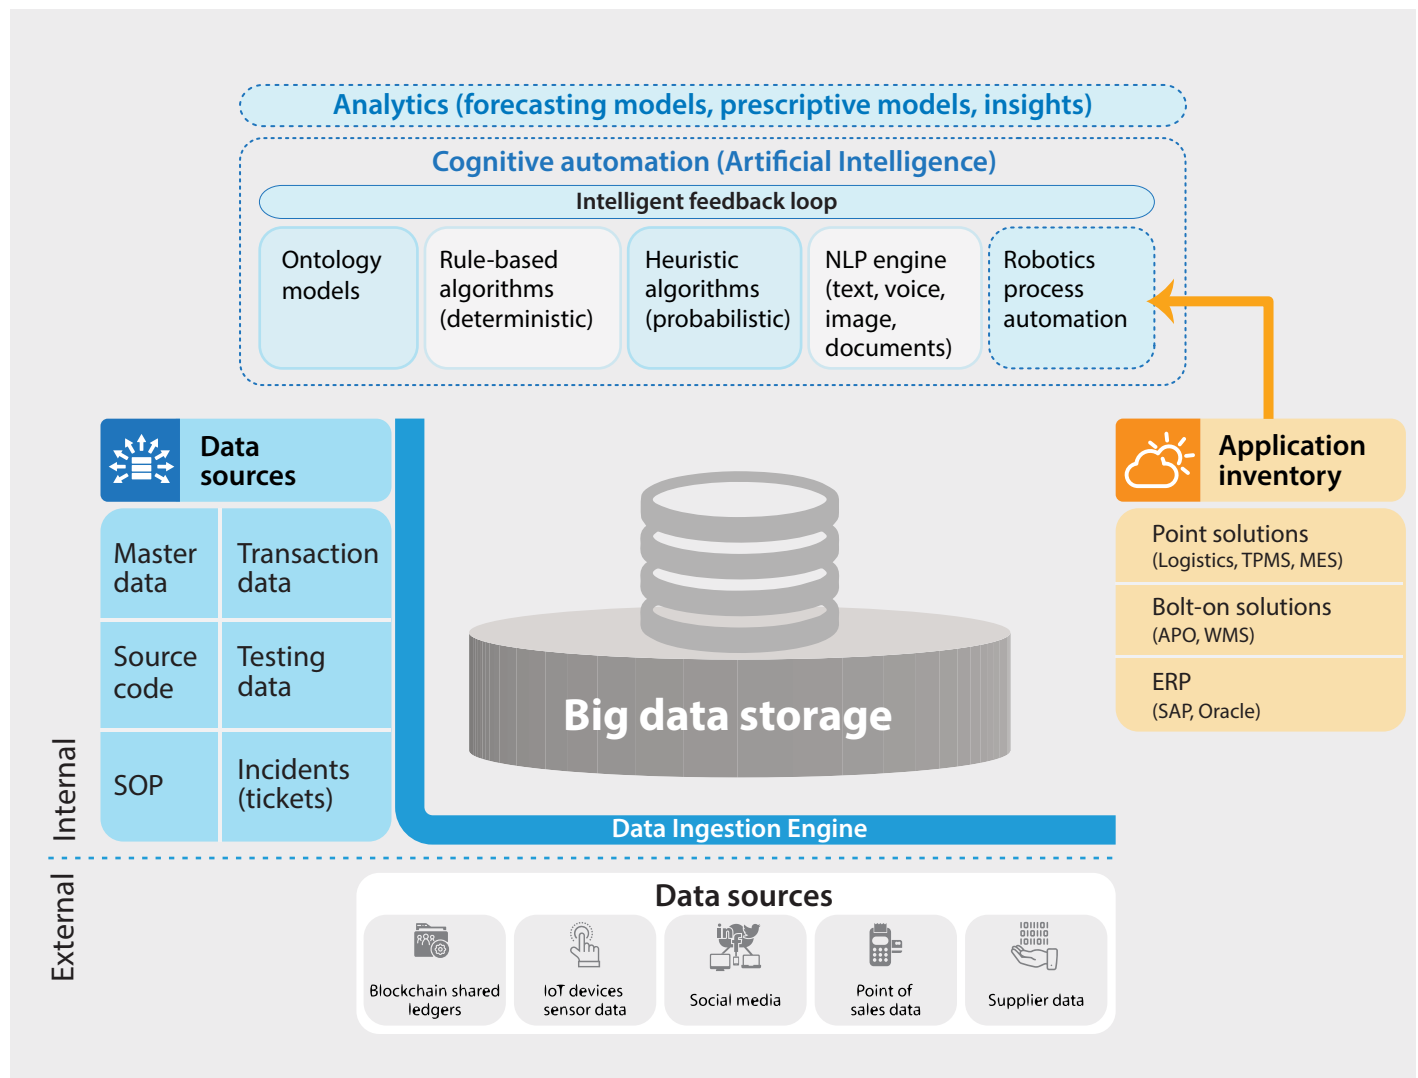 Analytics (forecasting models, prescriptive models, insights)
Cognitive automation (Artificial Intelligence)
Intelligent feedback loop
Ontology
models
Rule-based
algorithms
(deterministic)
Heuristic
algorithms
(probabilistic)
NLP engine
(text, voice,
image,
documents)
Robotics
process
automation
Data
sources
Master
data
Transaction
data
Source
code
Testing
data
SOP
Incidents
(tickets)
Big data storage
Application
inventory
Point solutions
(Logistics, TPMS, MES)
Bolt-on solutions
(APO, WMS)
ERP
(SAP, Oracle)
Data Ingestion Engine
Internal
External
Data sources
in
f
101101
010110
101011
Blockchain shared
ledgers
IoT devices
sensor data
Social media
Point of
sales data
Supplier data